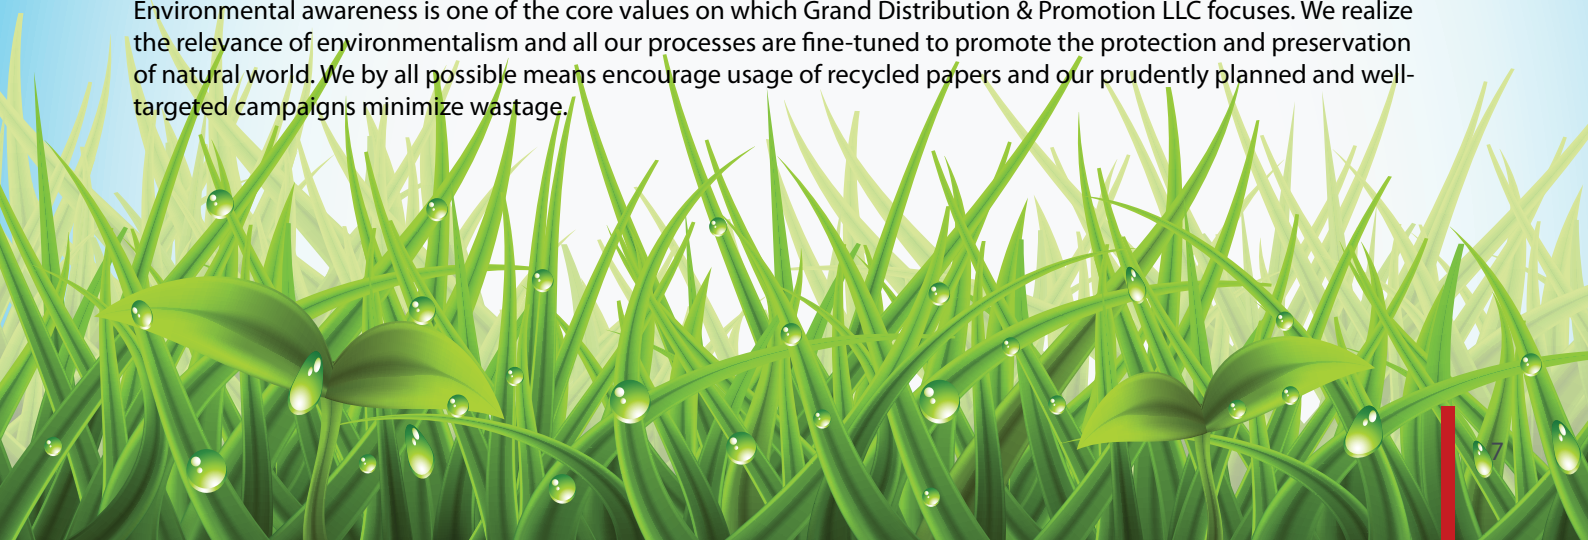 Environmental awareness is one of the core values on which Grand Distribution & Promotion LLC focuses. We realize
the relevance of environmentalism and all our processes are fine-tuned to promote the protection and preservation
of natural world. We by all possible means encourage usage of recycled papers and our prudently planned and well-
targeted campaigns minimize wastage.
7